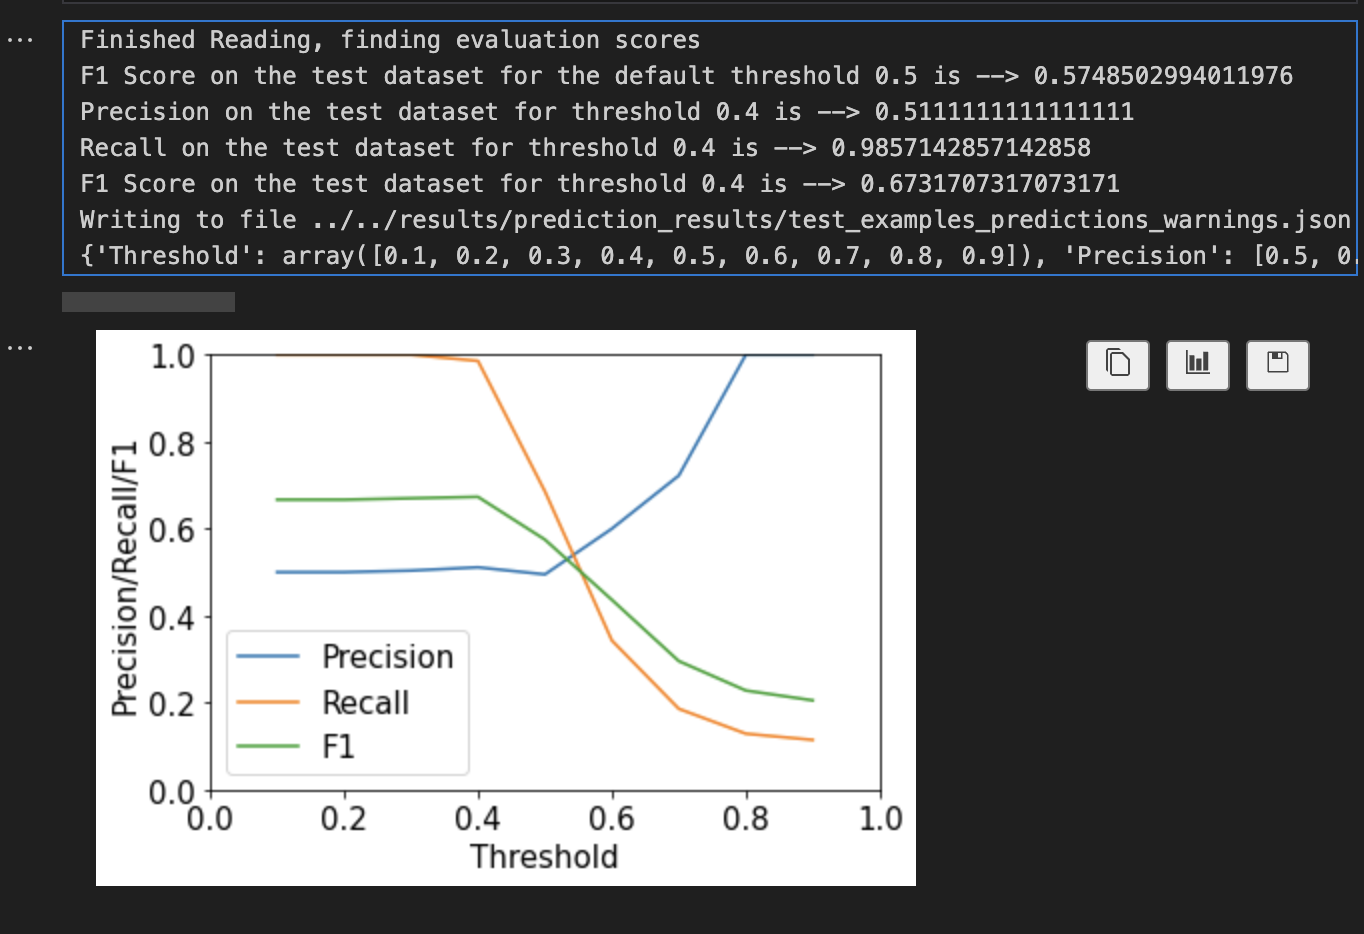 Finished Reading, finding evaluation scores
F1 Score on the test dataset for the default threshold 0.5 is --> 0.5748502994011976
Precision on the test dataset for threshold 0.4 is --> 0.5111111111111111
Recall on the test dataset for threshold 0.4 is --> 0.9857142857142858
F1 Score on the test dataset for threshold 0.4 is --> 0.6731707317073171
Writing to file ../../results/prediction_results/test_examples_predictions_warnings.json
{'Threshold': array([0.1, 0.2, 0.3, 0.4, 0.5, 0.6, 0.7, 0.8, 0.9]), 'Precision': [0.5, 0.
1.0
0.8
0.6
0.4
0.2
0.0
Precision/Recall/F1
Precision
Recall
F1
0.0 0.2 0.4 0.6 0.8 1.0
Threshold